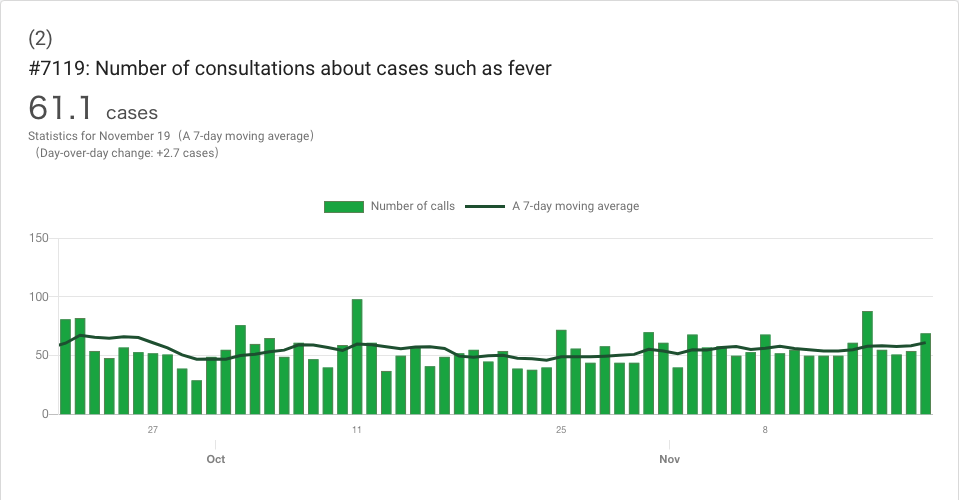 (2)
#7119: Number of consultations about cases such as fever
61.1 cases
Statistics for November 19（A 7-day moving average）
（Day-over-day change: +2.7 cases）
Number of calls A 7-day moving average
150
100
50
0
27 11 25 8
Oct Nov